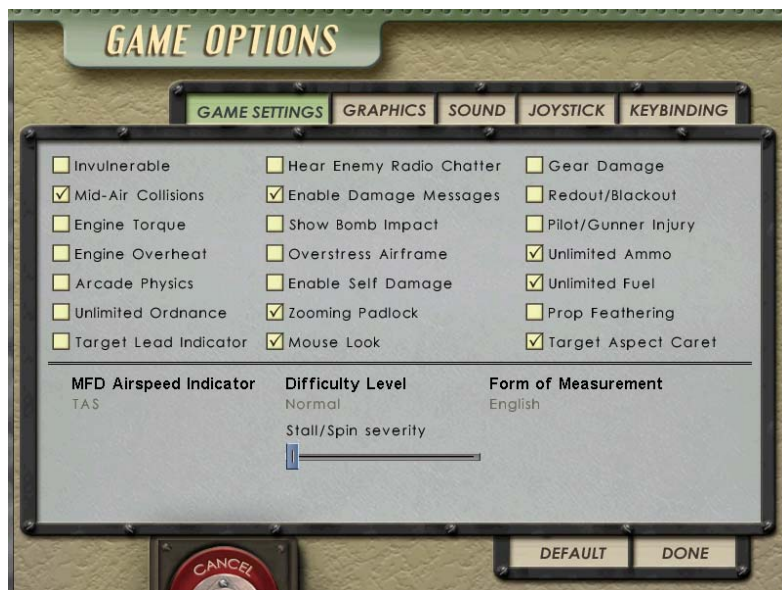 GAME OPTIONS
GAME SETTINGS GRAPHICS SOUND JOYSTICK KEYBINDING
Invulnerable Hear Enemy Radio Chatter Gear Damage
Mid-Air Collisions Enable Damage Messages Redout/Blackout
Engine Torque Show Bomb Impact Pilot/Gunner Injury
Engine Overheat Overstress Airframe Unlimited Ammo
Arcade Physics Enable Self Damage Unlimited Fuel
Unlimited Ordnance Zooming Padlock Prop Feathering
Target Lead Indicator Mouse Look Target Aspect Caret
MFD Airspeed Indicator Difficulty Level Form of Measurement
TAS Normal English
Stall/Spin severity
DEFAULT DONE
CANCEL